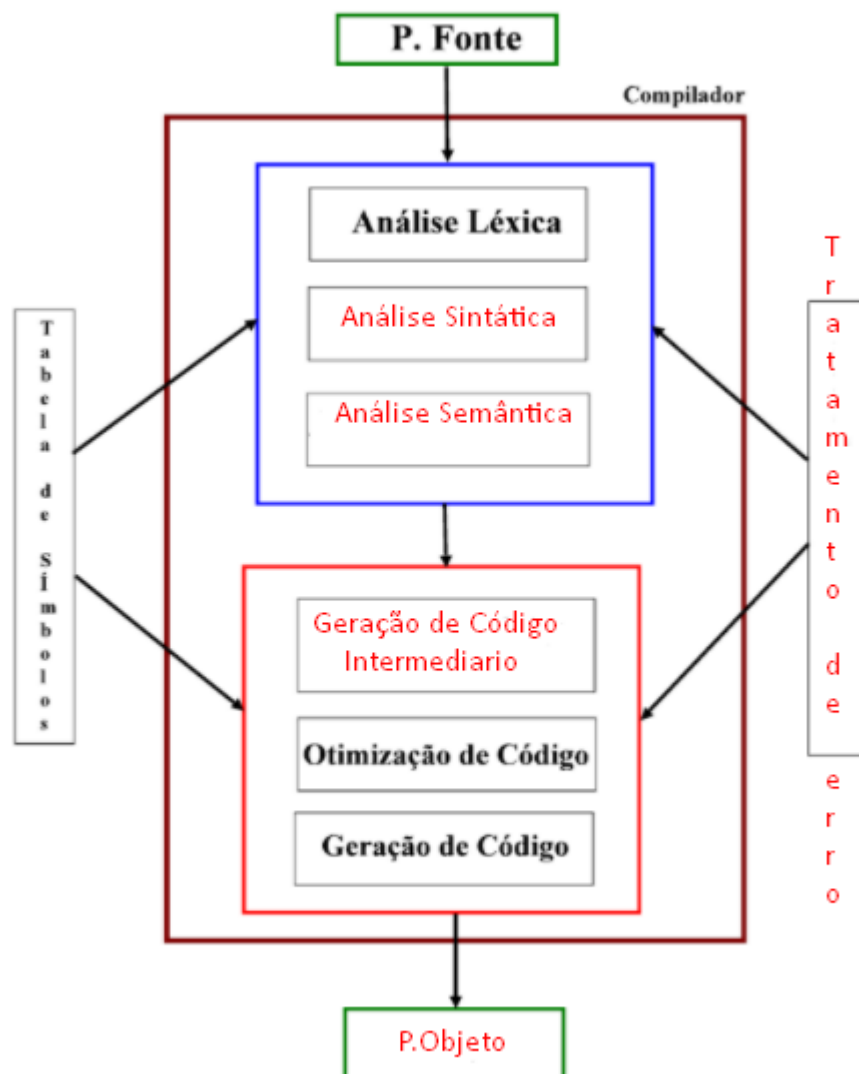 P. Fonte
Compilador
Análise Léxica
Análise Sintática
Análise Semântica
Tabela de SÍmbolos
Tratamento de erro
Geração de Código
Intermediario
Otimização de Código
Geração de Código
P.Objeto